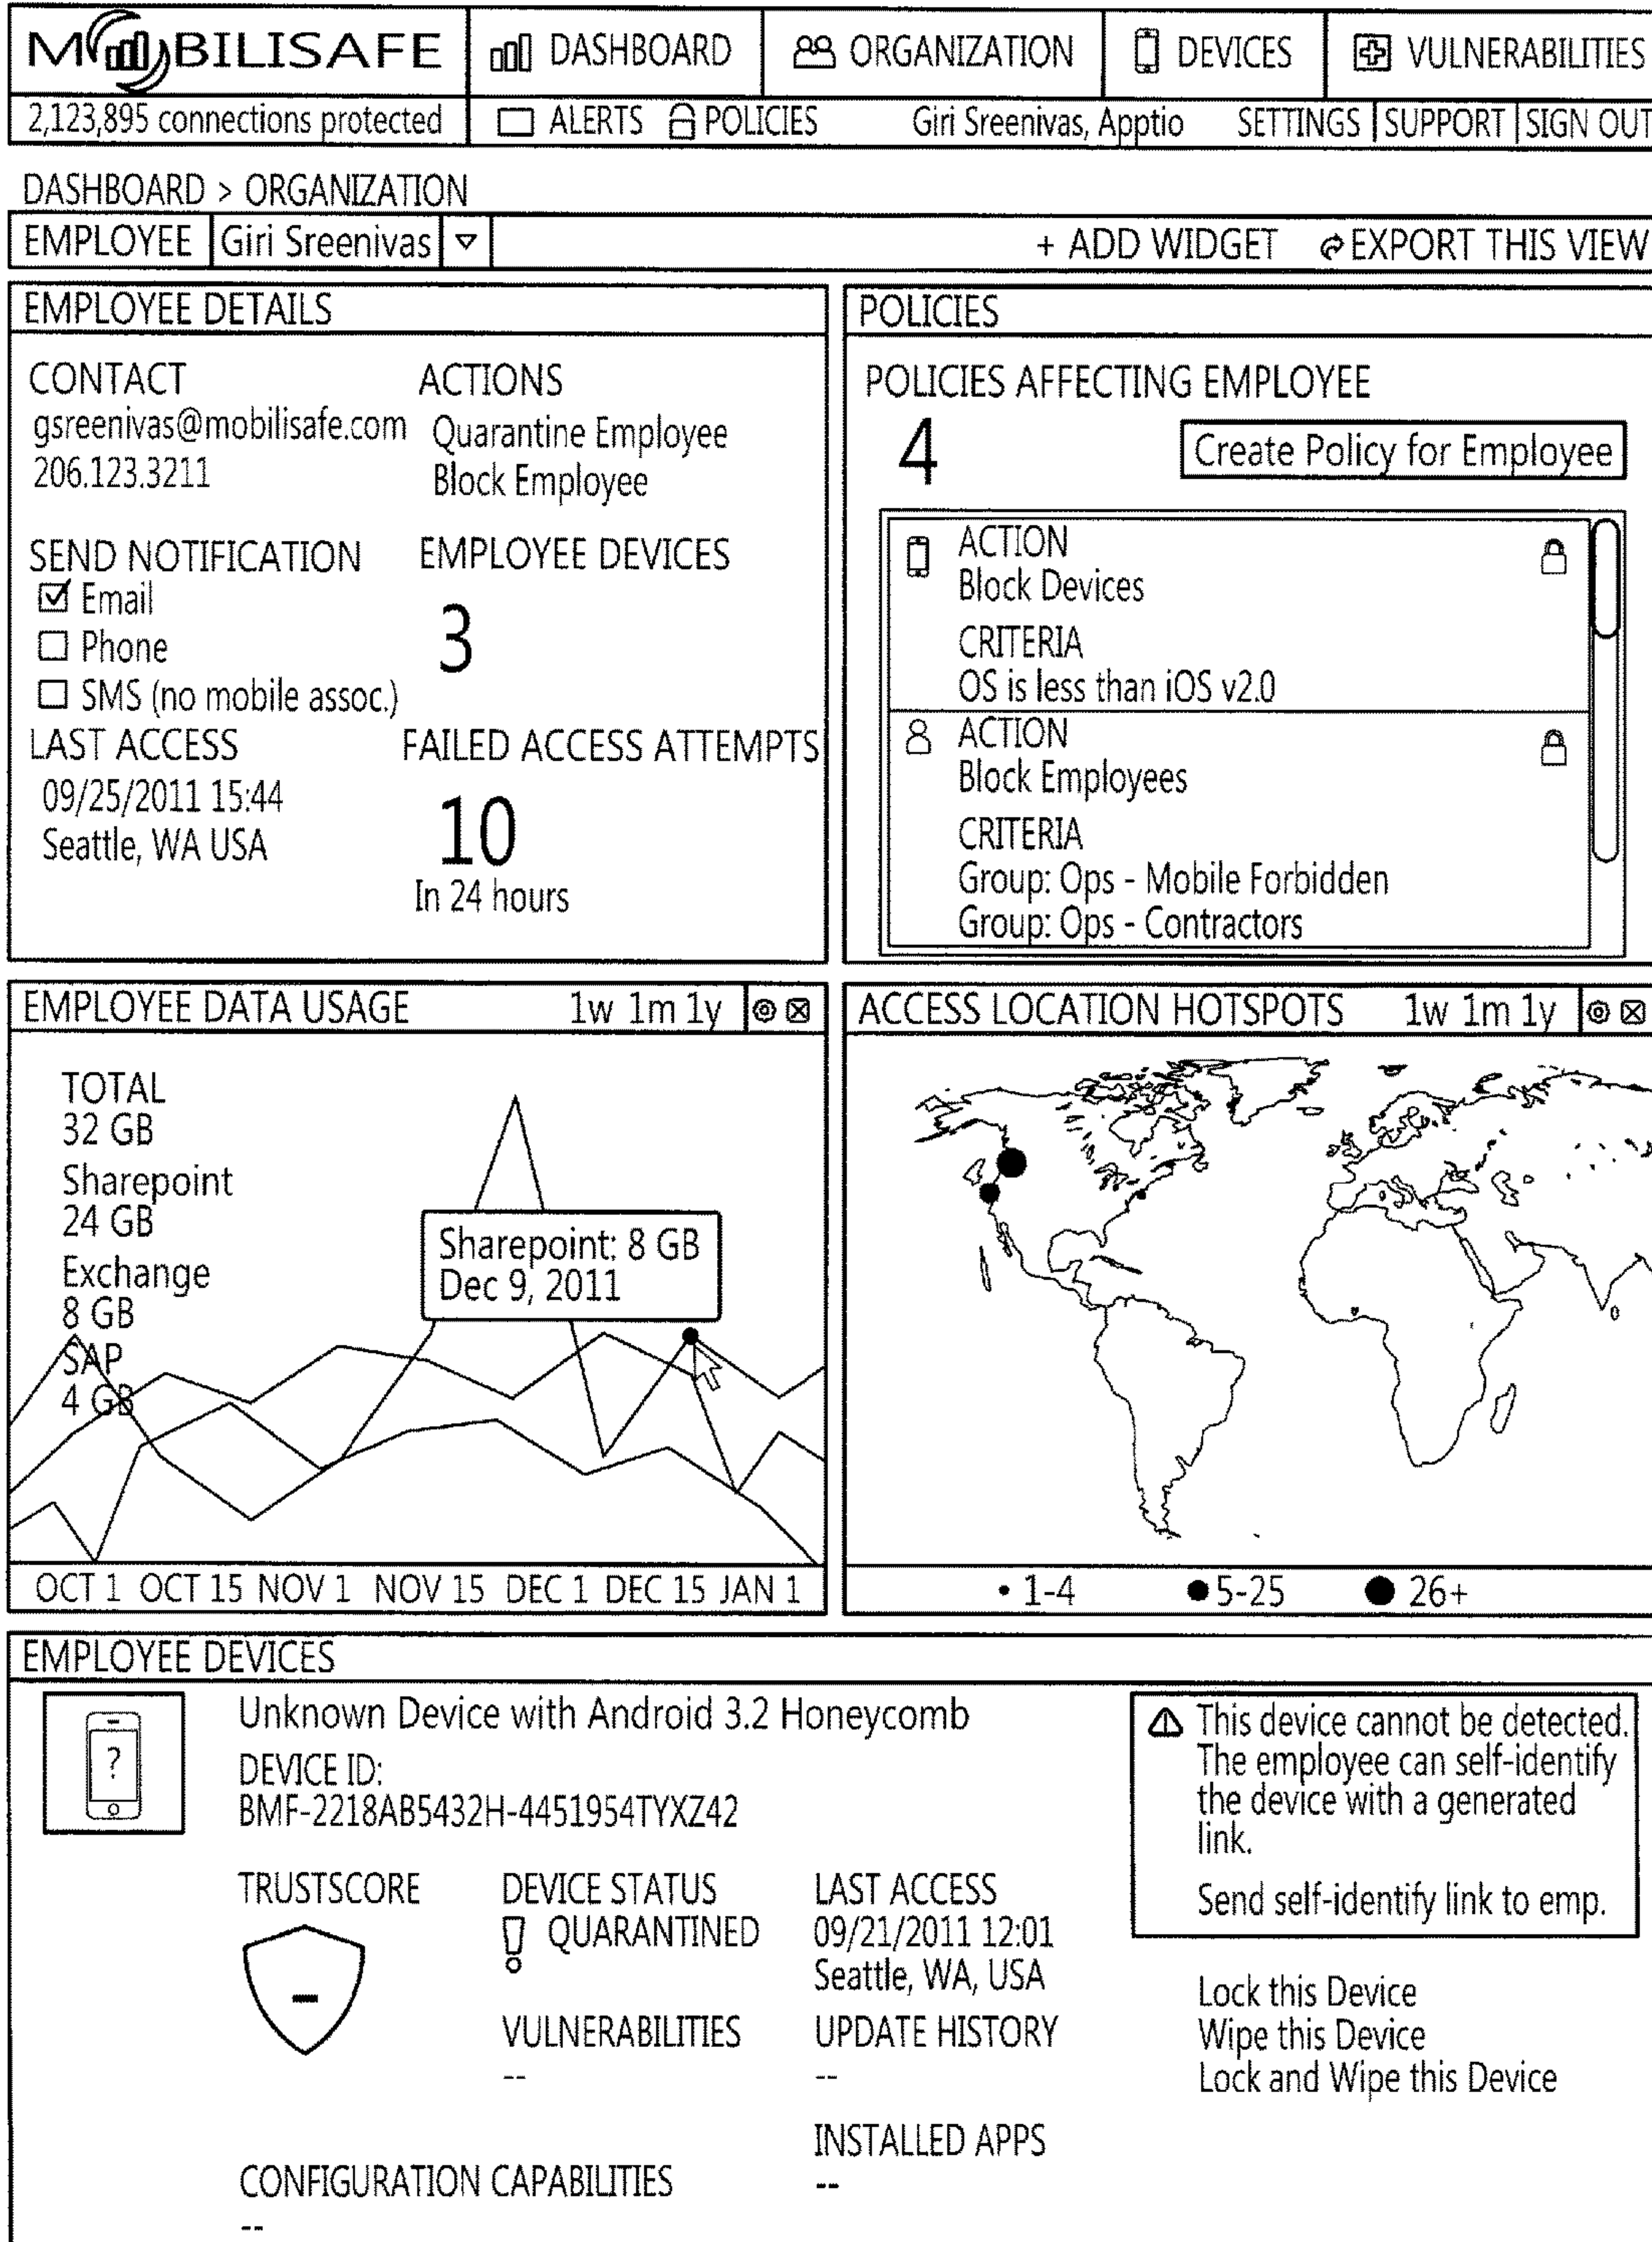 MOBILISAFE
DASHBOARD
ORGANIZATION
DEVICES
VULNERABILITIES
2,123,895 connections protected
ALERTS
POLICIES
Giri Sreenivas, Apptio
SETTINGS | SUPPORT | SIGN OUT
DASHBOARD > ORGANIZATION
EMPLOYEE
Giri Sreenivas
+ ADD WIDGET
EXPORT THIS VIEW
EMPLOYEE DETAILS
CONTACT
gsreenivas@mobilisafe.com
206.123.3211
ACTIONS
Quarantine Employee
Block Employee
SEND NOTIFICATION
Email
Phone
SMS (no mobile assoc.)
EMPLOYEE DEVICES
3
LAST ACCESS
09/25/2011 15:44
Seattle, WA USA
FAILED ACCESS ATTEMPTS
10
In 24 hours
POLICIES
POLICIES AFFECTING EMPLOYEE
4
Create Policy for Employee
ACTION
Block Devices
CRITERIA
OS is less than iOS v2.0
ACTION
Block Employees
CRITERIA
Group: Ops - Mobile Forbidden
Group: Ops - Contractors
EMPLOYEE DATA USAGE
1w 1m 1y
TOTAL
32 GB
Sharepoint
24 GB
Exchange
8 GB
SAP
4 GB
Sharepoint: 8 GB
Dec 9, 2011
OCT 1 OCT 15 NOV 1 NOV 15 DEC 1 DEC 15 JAN 1
ACCESS LOCATION HOTSPOTS
1w 1m 1y
1-4
5-25
26+
EMPLOYEE DEVICES
?
Unknown Device with Android 3.2 Honeycomb
DEVICE ID:
BMF-2218AB5432H-4451954TYXZ42
This device cannot be detected.
The employee can self-identify
the device with a generated
link.
Send self-identify link to emp.
TRUSTSCORE
-
DEVICE STATUS
QUARANTINED
LAST ACCESS
09/21/2011 12:01
Seattle, WA, USA
VULNERABILITIES
--
UPDATE HISTORY
--
Lock this Device
Wipe this Device
Lock and Wipe this Device
INSTALLED APPS
--
CONFIGURATION CAPABILITIES
--